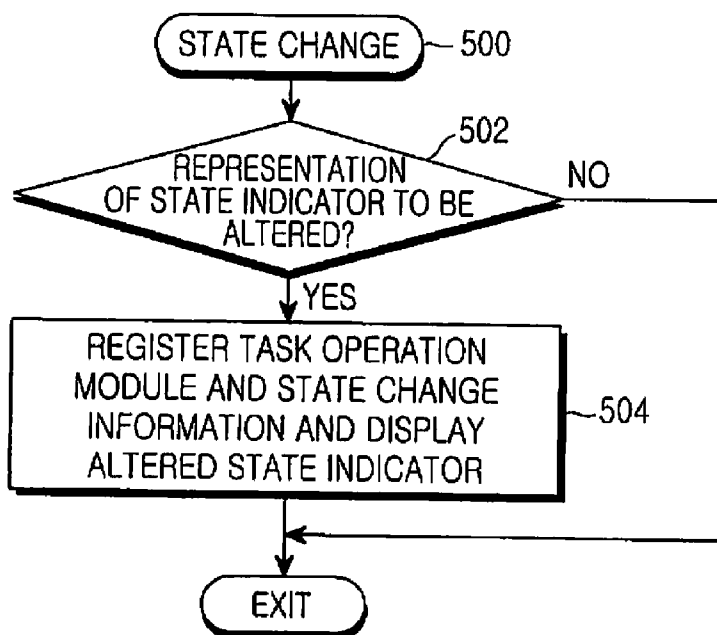 STATE CHANGE
500
502
REPRESENTATION
OF STATE INDICATOR TO BE
ALTERED?
NO
YES
REGISTER TASK OPERATION
MODULE AND STATE CHANGE
INFORMATION AND DISPLAY
ALTERED STATE INDICATOR
504
EXIT